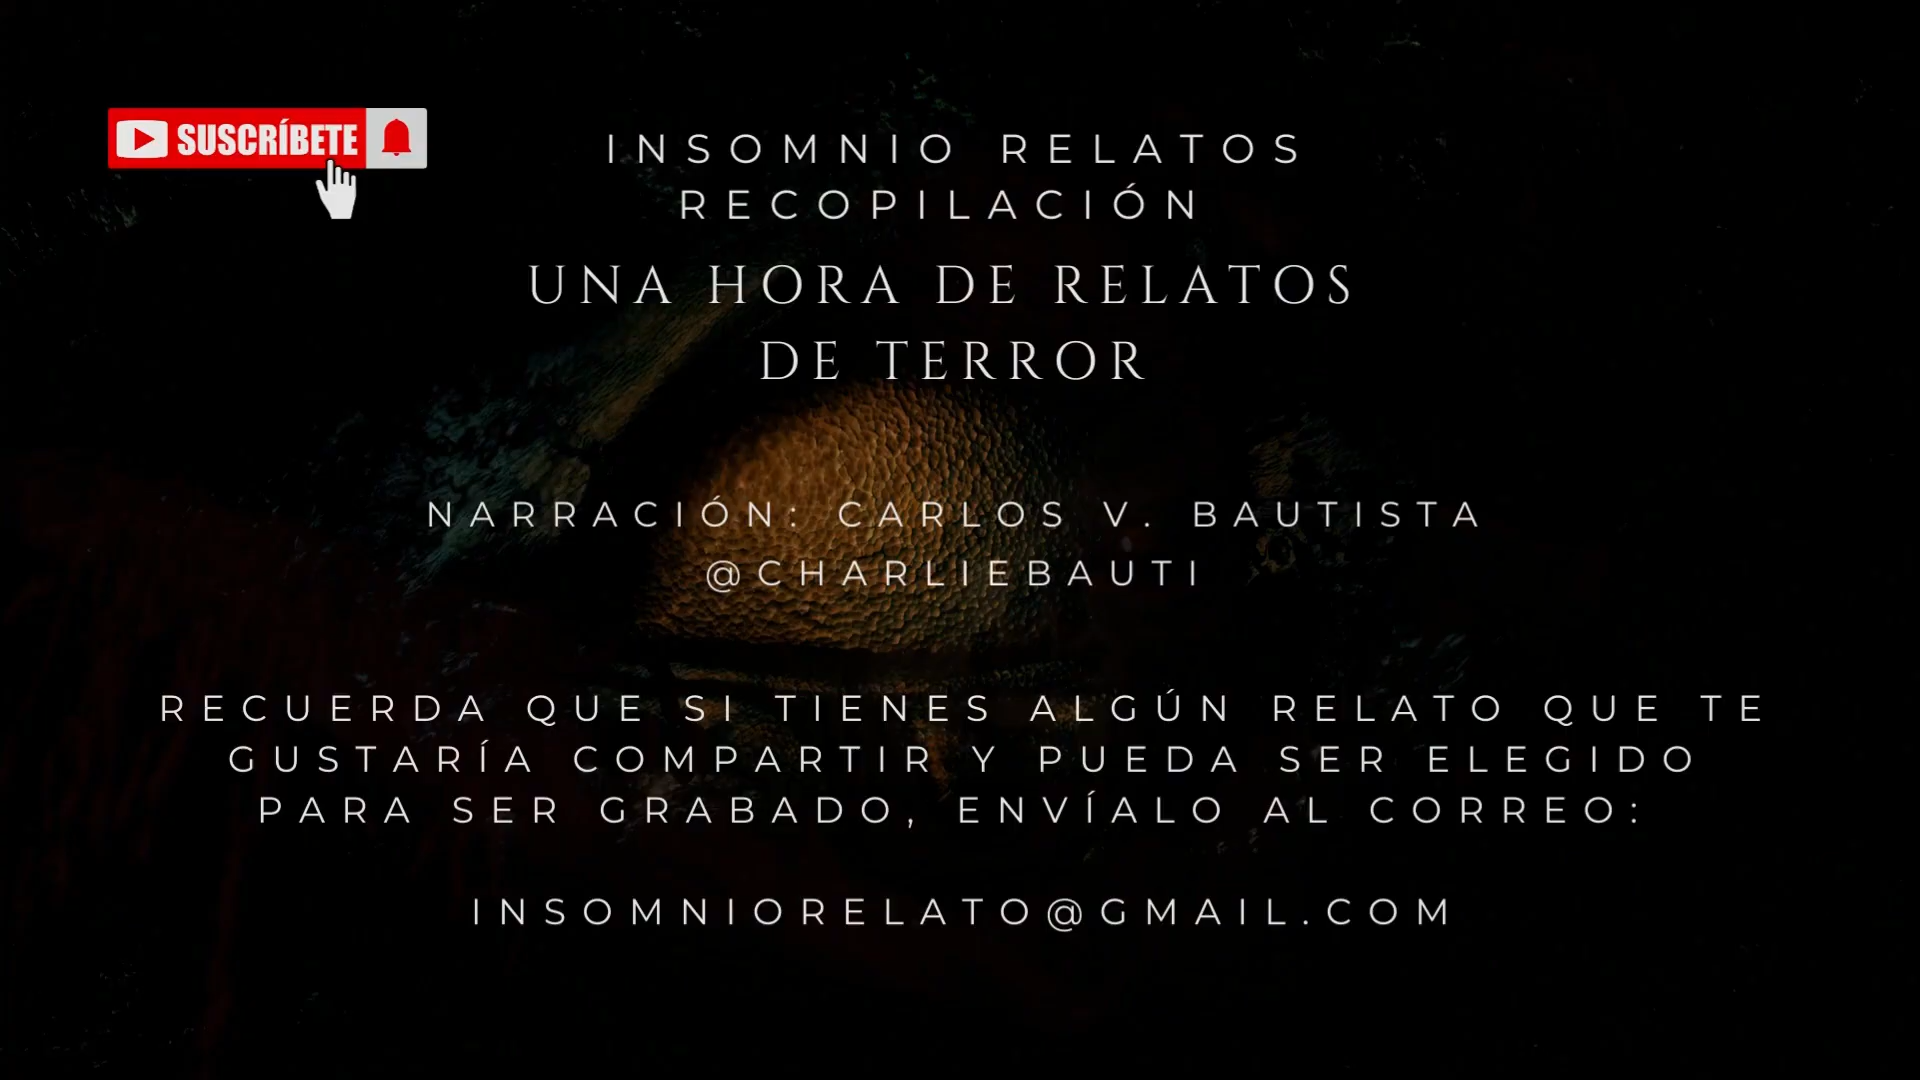 SUSCRÍBETE
INSOMNIO RELATOS
RECOPILACIÓN
UNA HORA DE RELATOS
DE TERROR
NARRACIÓN: CARLOS V. BAUTISTA
@CHARLIEBAUTI
RECUERDA QUE SI TIENES ALGÚN RELATO QUE TE
GUSTARÍA COMPARTIR Y PUEDA SER ELEGIDO
PARA SER GRABADO, ENVÍALO AL CORREO:
INSOMNIORELATO@GMAIL.COM